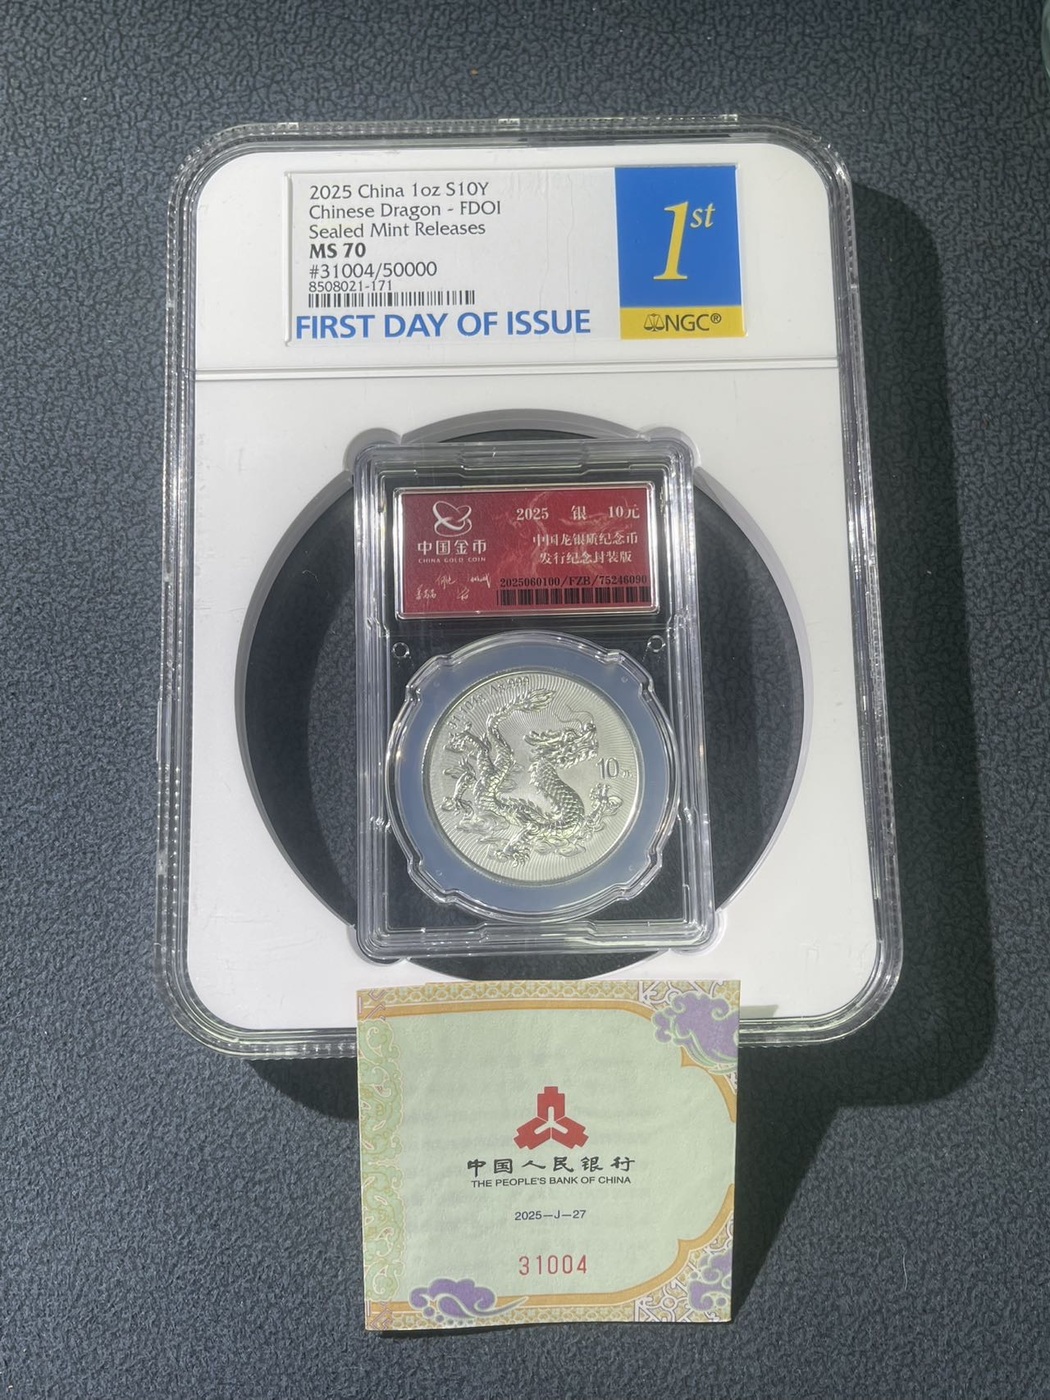 2025 China 1oz S10Y
Chinese Dragon - FDOI
Sealed Mint Releases
MS 70
#31004/50000
8508021-171
FIRST DAY OF ISSUE
1st
NGC®
中国金币
CHINA GOLD COIN
2025 银 10元
中国龙银质纪念币
发行纪念封装版
2025060100/FZB/75246090
10元
中国人民银行
THE PEOPLE'S BANK OF CHINA
2025—J—27
31004